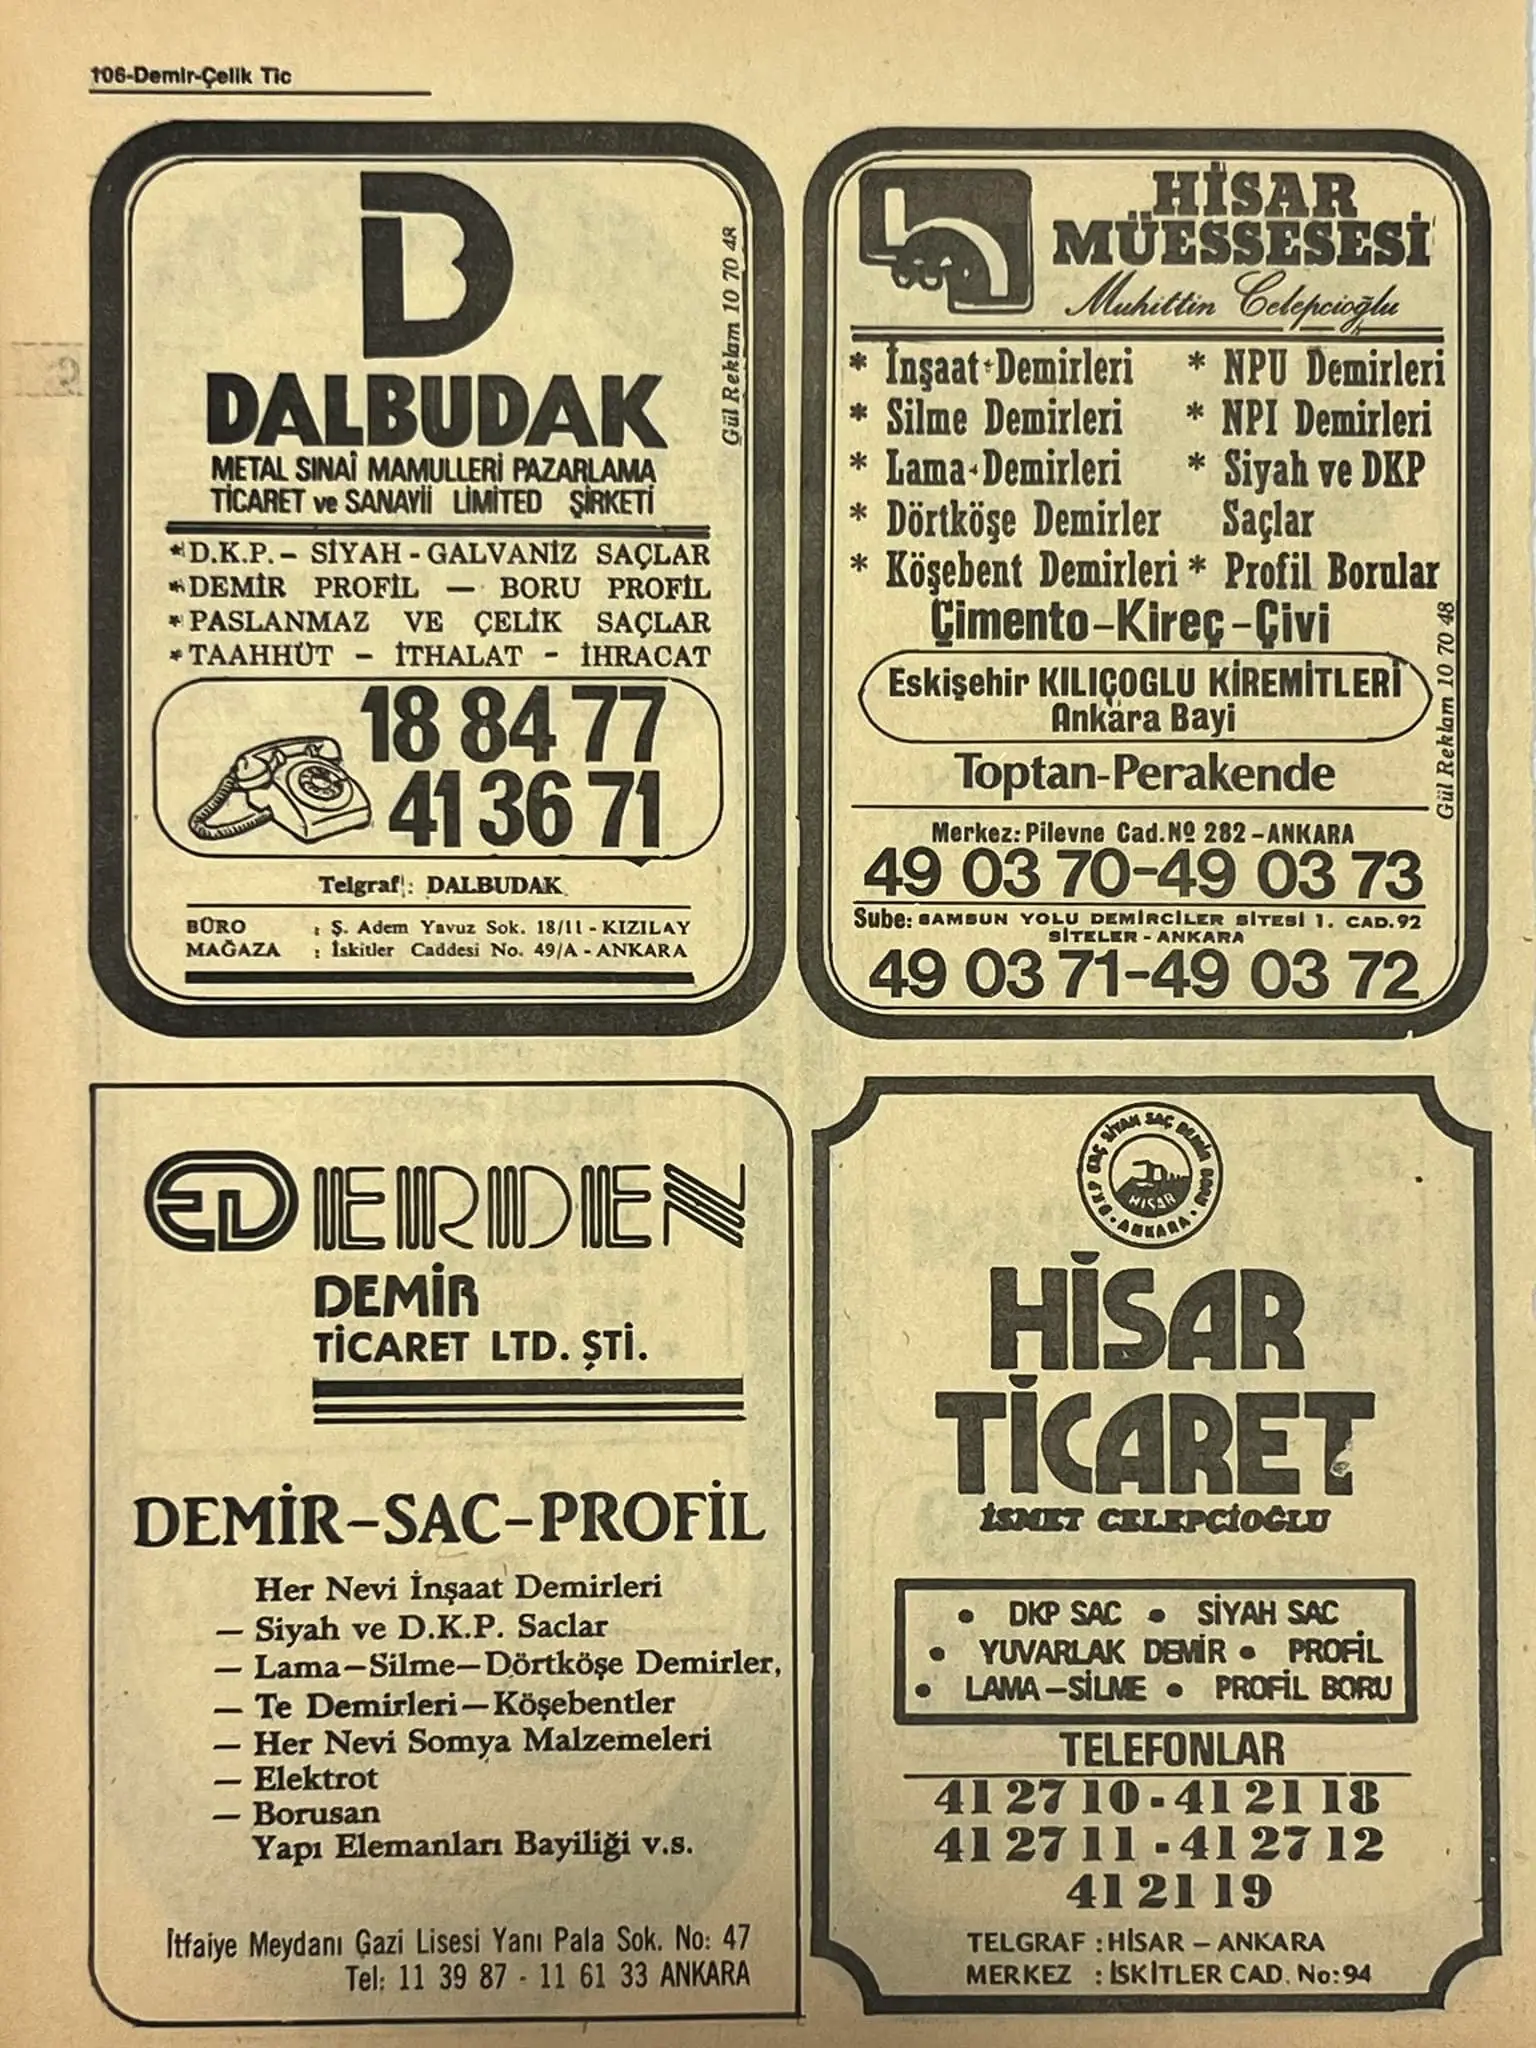 106-Demir-Çelik Tic
DALBUDAK
METAL SINAİ MAMULLERİ PAZARLAMA
TİCARET ve SANAYİİ LİMİTED ŞİRKETİ
* D.K.P. – SİYAH - GALVANİZ SAÇLAR
* DEMİR PROFİL — BORU PROFİL
* PASLANMAZ VE ÇELİK SAÇLAR
* TAAHHÜT – İTHALAT – İHRACAT
18 84 77
41 36 71
Telgraf : DALBUDAK
BÜRO : Ş. Adem Yavuz Sok. 18/11 - KIZILAY
MAĞAZA : İskitler Caddesi No. 49/A - ANKARA
Gül Reklam 10 70 48
HİSAR
MÜESSESESİ
Muhittin Celepcioğlu
* İnşaat Demirleri * NPU Demirleri
* Silme Demirleri * NPI Demirleri
* Lama Demirleri * Siyah ve DKP
* Dörtköşe Demirler Saçlar
* Köşebent Demirleri * Profil Borular
Çimento-Kireç-Çivi
Eskişehir KILIÇOGLU KİREMİTLERİ
Ankara Bayi
Toptan-Perakende
Merkez: Pilevne Cad. Nº 282 - ANKARA
49 03 70-49 03 73
Sube: SAMSUN YOLU DEMİRCİLER SİTESİ 1. CAD. 92
SİTELER - ANKARA
49 03 71-49 03 72
Gül Reklam 10 70 48
ED ERDEN
DEMİR
TİCARET LTD. ŞTİ.
DEMİR-SAC-PROFİL
Her Nevi İnşaat Demirleri
— Siyah ve D.K.P. Saclar
— Lama—Silme—Dörtköşe Demirler,
— Te Demirleri—Köşebentler
— Her Nevi Somya Malzemeleri
— Elektrot
— Borusan
Yapı Elemanları Bayiliği v.s.
İtfaiye Meydanı Gazi Lisesi Yanı Pala Sok. No: 47
Tel: 11 39 87 - 11 61 33 ANKARA
SAÇ SİYAH SAÇ DEMİR BORU
HİSAR
ANKARA
HİSAR
TİCARET
İSMET CELEPCİOĞLU
• DKP SAC • SİYAH SAC
• YUVARLAK DEMİR • PROFİL
• LAMA-SİLME • PROFİL BORU
TELEFONLAR
41 27 10 - 41 21 18
41 27 11 - 41 27 12
41 21 19
TELGRAF : HİSAR – ANKARA
MERKEZ : İSKİTLER CAD. No: 94